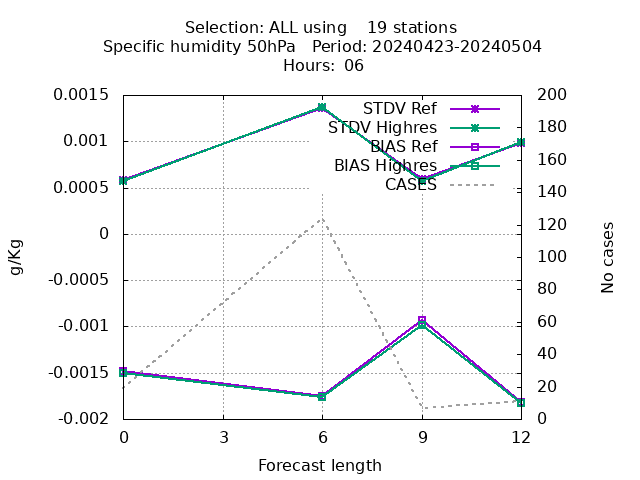 Selection: ALL using    19 stations
Specific humidity 50hPa   Period: 20240423-20240504
Hours:  06
STDV Ref
STDV Highres
BIAS Ref
BIAS Highres
CASES
0.0015
0.001
0.0005
0
-0.0005
-0.001
-0.0015
-0.002
g/Kg
200
180
160
140
120
100
80
60
40
20
0
No cases
0 3 6 9 12
Forecast length